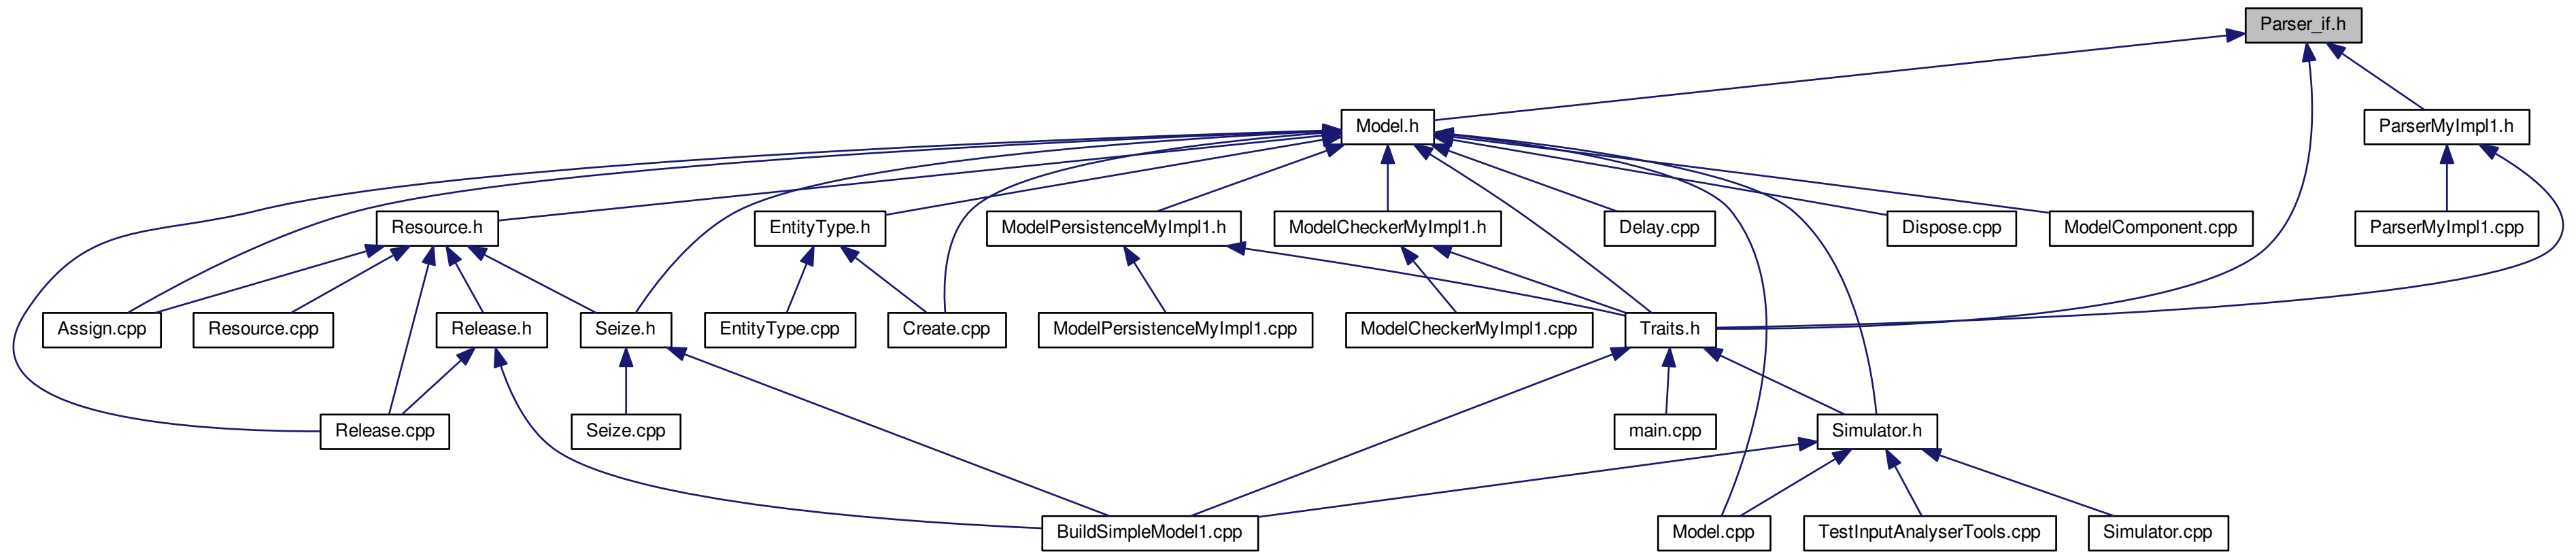 Parser_if.h
Model.h
ParserMyImpl1.h
Resource.h
EntityType.h
ModelPersistenceMyImpl1.h
ModelCheckerMyImpl1.h
Delay.cpp
Dispose.cpp
ModelComponent.cpp
ParserMyImpl1.cpp
Assign.cpp
Resource.cpp
Release.h
Seize.h
EntityType.cpp
Create.cpp
ModelPersistenceMyImpl1.cpp
ModelCheckerMyImpl1.cpp
Traits.h
Release.cpp
Seize.cpp
main.cpp
Simulator.h
BuildSimpleModel1.cpp
Model.cpp
TestInputAnalyserTools.cpp
Simulator.cpp